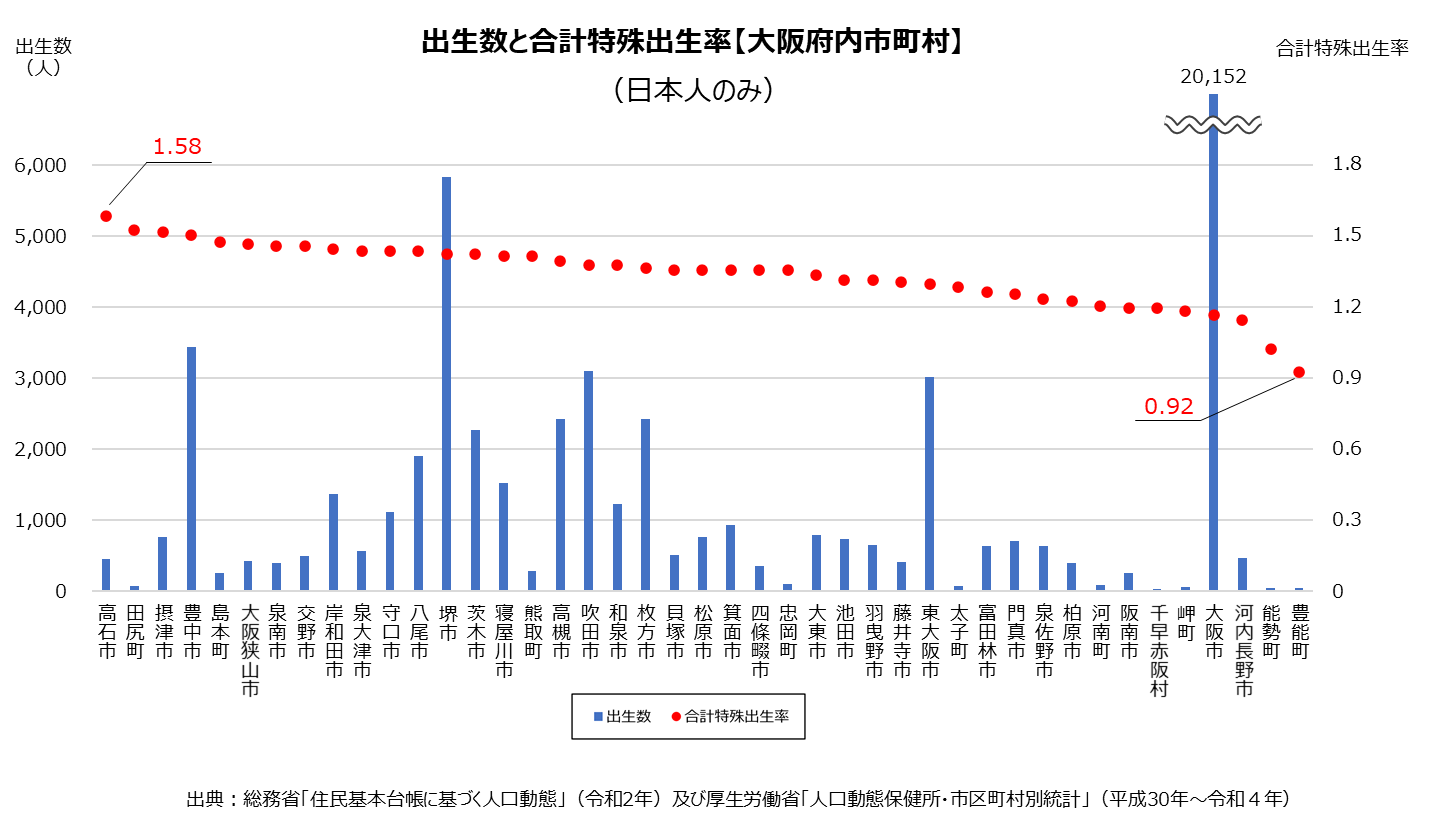 出生数と合計特殊出生率【大阪府内市町村】
（日本人のみ）
出生数
（人）
合計特殊出生率
20,152
1.58
0.92
6,000
5,000
4,000
3,000
2,000
1,000
0
1.8
1.5
1.2
0.9
0.6
0.3
0
高石市
田尻町
摂津市
豊中市
島本町
大阪狭山市
泉南市
交野市
岸和田市
泉大津市
守口市
八尾市
堺市
茨木市
寝屋川市
熊取町
高槻市
吹田市
和泉市
枚方市
貝塚市
松原市
箕面市
四條畷市
忠岡町
大東市
池田市
羽曳野市
藤井寺市
東大阪市
太子町
富田林市
門真市
泉佐野市
柏原市
河南町
阪南市
千早赤阪村
岬町
大阪市
河内長野市
能勢町
豊能町
出生数
合計特殊出生率
出典：総務省「住民基本台帳に基づく人口動態」（令和2年）及び厚生労働省「人口動態保健所・市区町村別統計」（平成30年～令和４年）